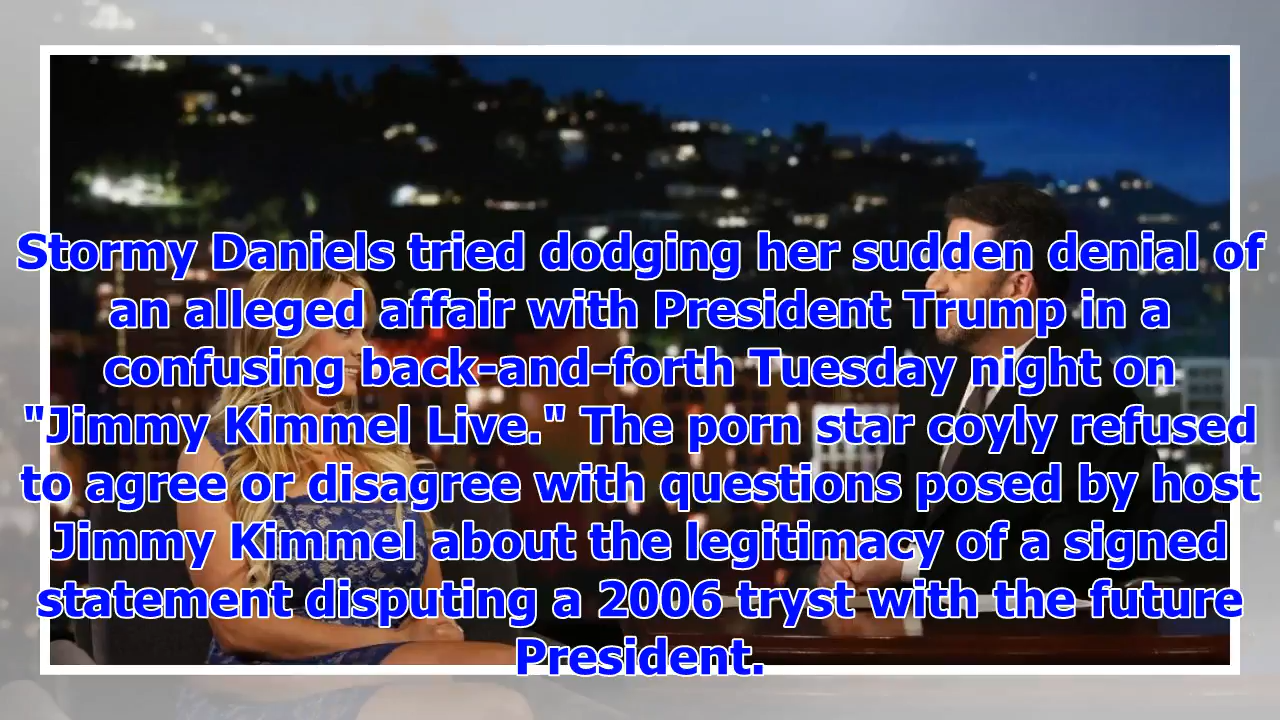 Stormy Daniels tried dodging her sudden denial of
an alleged affair with President Trump in a
confusing back-and-forth Tuesday night on
"Jimmy Kimmel Live." The porn star coyly refused
to agree or disagree with questions posed by host
Jimmy Kimmel about the legitimacy of a signed
statement disputing a 2006 tryst with the future
President.